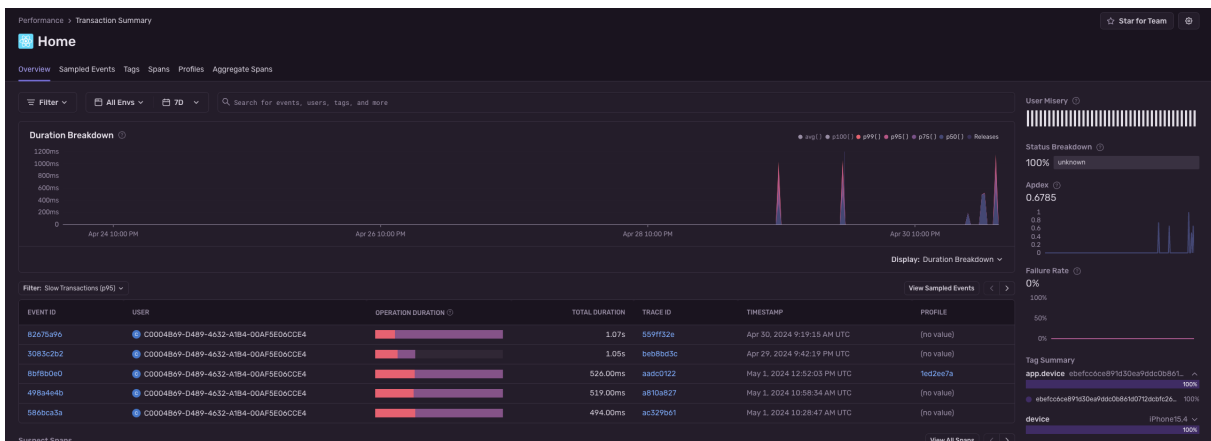 Performance > Transaction Summary
Star for Team
Home
Overview Sampled Events Tags Spans Profiles Aggregate Spans
Filter All Envs 7D Search for events, users, tags, and more
User Misery
Duration Breakdown
avg() p100() p99() p95() p75() p50() Releases
1200ms
1000ms
800ms
600ms
400ms
200ms
0
Apr 24 10:00 PM Apr 26 10:00 PM Apr 28 10:00 PM Apr 30 10:00 PM
Display: Duration Breakdown
Status Breakdown
100% unknown
Apdex
0.6785
1
0.8
0.6
0.4
0.2
0
Failure Rate
0%
100%
50%
0%
Filter: Slow Transactions (p95) View Sampled Events
EVENT ID USER OPERATION DURATION TOTAL DURATION TRACE ID TIMESTAMP PROFILE
82675a96 C C0004B69-D489-4632-A1B4-00AF5E06CCE4 1.07s 559ff32e Apr 30, 2024 9:19:15 AM UTC (no value)
3083c2b2 C C0004B69-D489-4632-A1B4-00AF5E06CCE4 1.05s beb8bd3c Apr 29, 2024 9:42:19 PM UTC (no value)
8bf8b0e0 C C0004B69-D489-4632-A1B4-00AF5E06CCE4 526.00ms aadc0122 May 1, 2024 12:52:03 PM UTC 1ed2ee7a
498a4e4b C C0004B69-D489-4632-A1B4-00AF5E06CCE4 519.00ms a810a827 May 1, 2024 10:58:34 AM UTC (no value)
586bca3a C C0004B69-D489-4632-A1B4-00AF5E06CCE4 494.00ms ac329b61 May 1, 2024 10:28:47 AM UTC (no value)
Tag Summary
app.device ebefcc6ce891d30ea9ddc0b861...
100%
ebefcc6ce891d30ea9ddc0b861d0712dcbfc26... 100%
device iPhone15.4
100%
Suspect Spans View All Spans